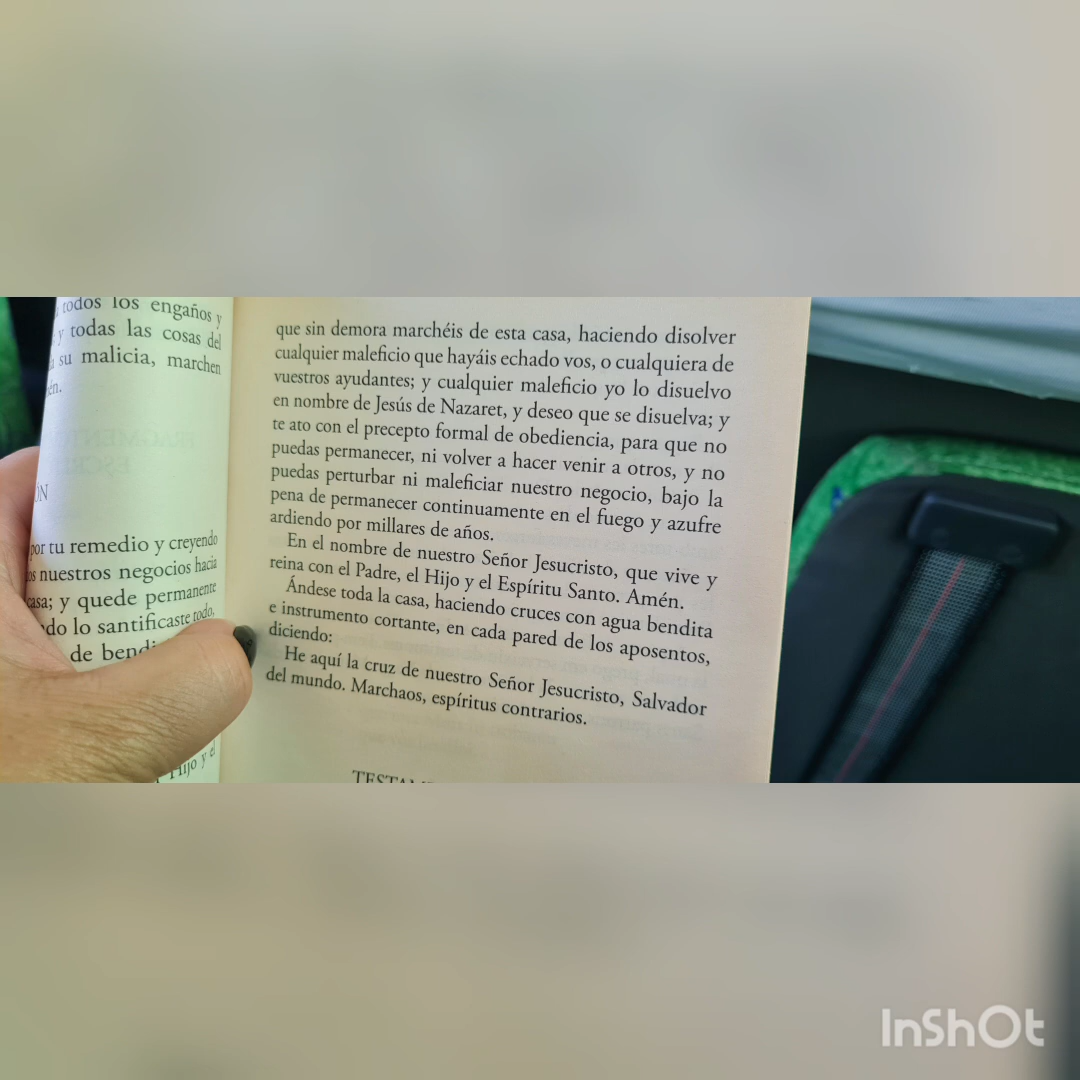 todos los engaños y
y todas las cosas del
su malicia, marchen
ÓN
por tu remedio y creyendo
nuestros negocios hacia
casa; y quede permanente
lo santificaste todo,
de
Hijo y el
que sin demora marchéis de esta casa, haciendo disolver
cualquier maleficio que hayáis echado vos, o cualquiera de
vuestros ayudantes; y cualquier maleficio yo lo disuelvo
en nombre de Jesús de Nazaret, y deseo que se disuelva; y
te ato con el precepto formal de obediencia, para que no
puedas permanecer, ni volver a hacer venir a otros, y no
puedas perturbar ni maleficiar nuestro negocio, bajo la
pena de permanecer continuamente en el fuego y azufre
ardiendo por millares de años.
En el nombre de nuestro Señor Jesucristo, que vive y
reina con el Padre, el Hijo y el Espíritu Santo. Amén.
Ándese toda la casa, haciendo cruces con agua bendita
e instrumento cortante, en cada pared de los aposentos,
diciendo:
He aquí la cruz de nuestro Señor Jesucristo, Salvador
del mundo. Marchaos, espíritus contrarios.
InShOt